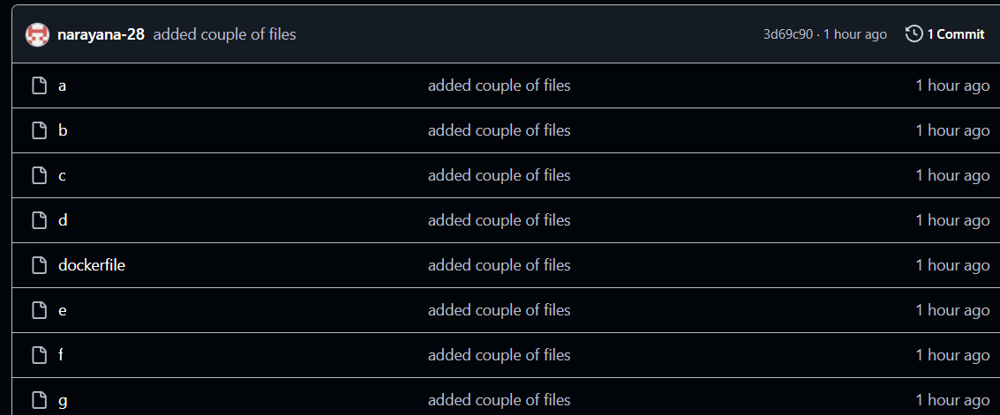 narayana-28 added couple of files 3d69c90 · 1 hour ago 1 Commit
a added couple of files 1 hour ago
b added couple of files 1 hour ago
c added couple of files 1 hour ago
d added couple of files 1 hour ago
dockerfile added couple of files 1 hour ago
e added couple of files 1 hour ago
f added couple of files 1 hour ago
g added couple of files 1 hour ago